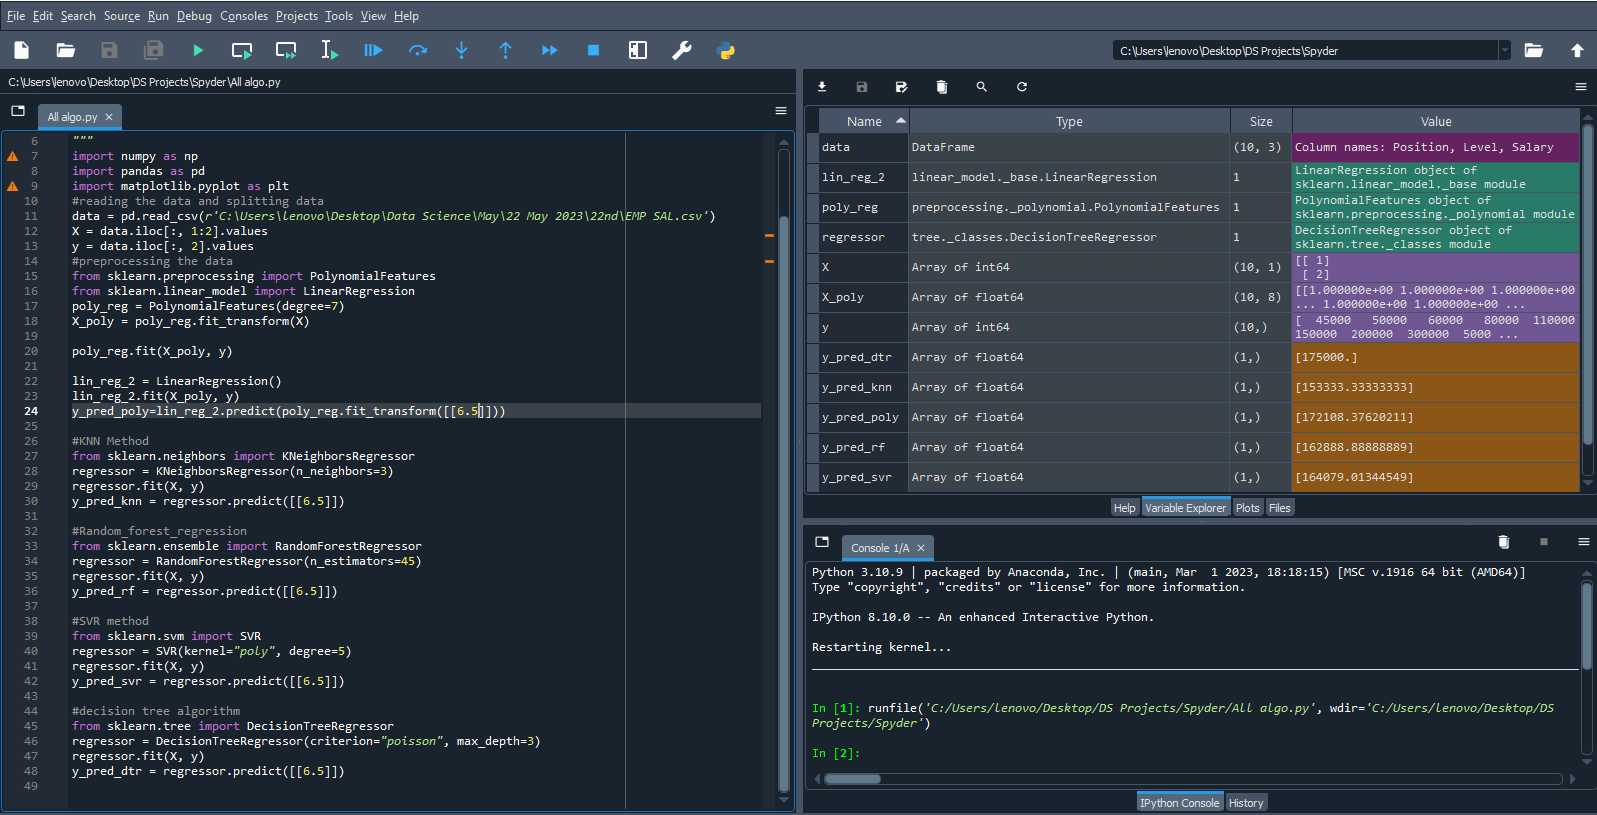 File Edit Search Source Run Debug Consoles Projects Tools View Help
C:\Users\lenovo\Desktop\DS Projects\Spyder
C:\Users\lenovo\Desktop\DS Projects\Spyder\All algo.py
All algo.py
6 """
7 import numpy as np
8 import pandas as pd
9 import matplotlib.pyplot as plt
10 #reading the data and splitting data
11 data = pd.read_csv(r'C:\Users\lenovo\Desktop\Data Science\May\22 May 2023\22nd\EMP SAL.csv')
12 X = data.iloc[:, 1:2].values
13 y = data.iloc[:, 2].values
14 #preprocessing the data
15 from sklearn.preprocessing import PolynomialFeatures
16 from sklearn.linear_model import LinearRegression
17 poly_reg = PolynomialFeatures(degree=7)
18 X_poly = poly_reg.fit_transform(X)
19
20 poly_reg.fit(X_poly, y)
21
22 lin_reg_2 = LinearRegression()
23 lin_reg_2.fit(X_poly, y)
24 y_pred_poly=lin_reg_2.predict(poly_reg.fit_transform([[6.5]]))
25
26 #KNN Method
27 from sklearn.neighbors import KNeighborsRegressor
28 regressor = KNeighborsRegressor(n_neighbors=3)
29 regressor.fit(X, y)
30 y_pred_knn = regressor.predict([[6.5]])
31
32 #Random_forest_regression
33 from sklearn.ensemble import RandomForestRegressor
34 regressor = RandomForestRegressor(n_estimators=45)
35 regressor.fit(X, y)
36 y_pred_rf = regressor.predict([[6.5]])
37
38 #SVR method
39 from sklearn.svm import SVR
40 regressor = SVR(kernel="poly", degree=5)
41 regressor.fit(X, y)
42 y_pred_svr = regressor.predict([[6.5]])
43
44 #decision tree algorithm
45 from sklearn.tree import DecisionTreeRegressor
46 regressor = DecisionTreeRegressor(criterion="poisson", max_depth=3)
47 regressor.fit(X, y)
48 y_pred_dtr = regressor.predict([[6.5]])
49
Name Type Size Value
data DataFrame (10, 3) Column names: Position, Level, Salary
lin_reg_2 linear_model._base.LinearRegression 1 LinearRegression object of
sklearn.linear_model._base module
poly_reg preprocessing._polynomial.PolynomialFeatures 1 PolynomialFeatures object of
sklearn.preprocessing._polynomial module
regressor tree._classes.DecisionTreeRegressor 1 DecisionTreeRegressor object of
sklearn.tree._classes module
X Array of int64 (10, 1) [[ 1]
[ 2]
X_poly Array of float64 (10, 8) [[1.000000e+00 1.000000e+00 1.000000e+00
... 1.000000e+00 1.000000e+00 ...
y Array of int64 (10,) [ 45000 50000 60000 80000 110000
150000 200000 300000 5000 ...
y_pred_dtr Array of float64 (1,) [175000.]
y_pred_knn Array of float64 (1,) [153333.33333333]
y_pred_poly Array of float64 (1,) [172108.37620211]
y_pred_rf Array of float64 (1,) [162888.88888889]
y_pred_svr Array of float64 (1,) [164079.01344549]
Help Variable Explorer Plots Files
Console 1/A
Python 3.10.9 | packaged by Anaconda, Inc. | (main, Mar 1 2023, 18:18:15) [MSC v.1916 64 bit (AMD64)]
Type "copyright", "credits" or "license" for more information.
IPython 8.10.0 -- An enhanced Interactive Python.
Restarting kernel...
In [1]: runfile('C:/Users/lenovo/Desktop/DS Projects/Spyder/All algo.py', wdir='C:/Users/lenovo/Desktop/DS
Projects/Spyder')
In [2]:
IPython Console History